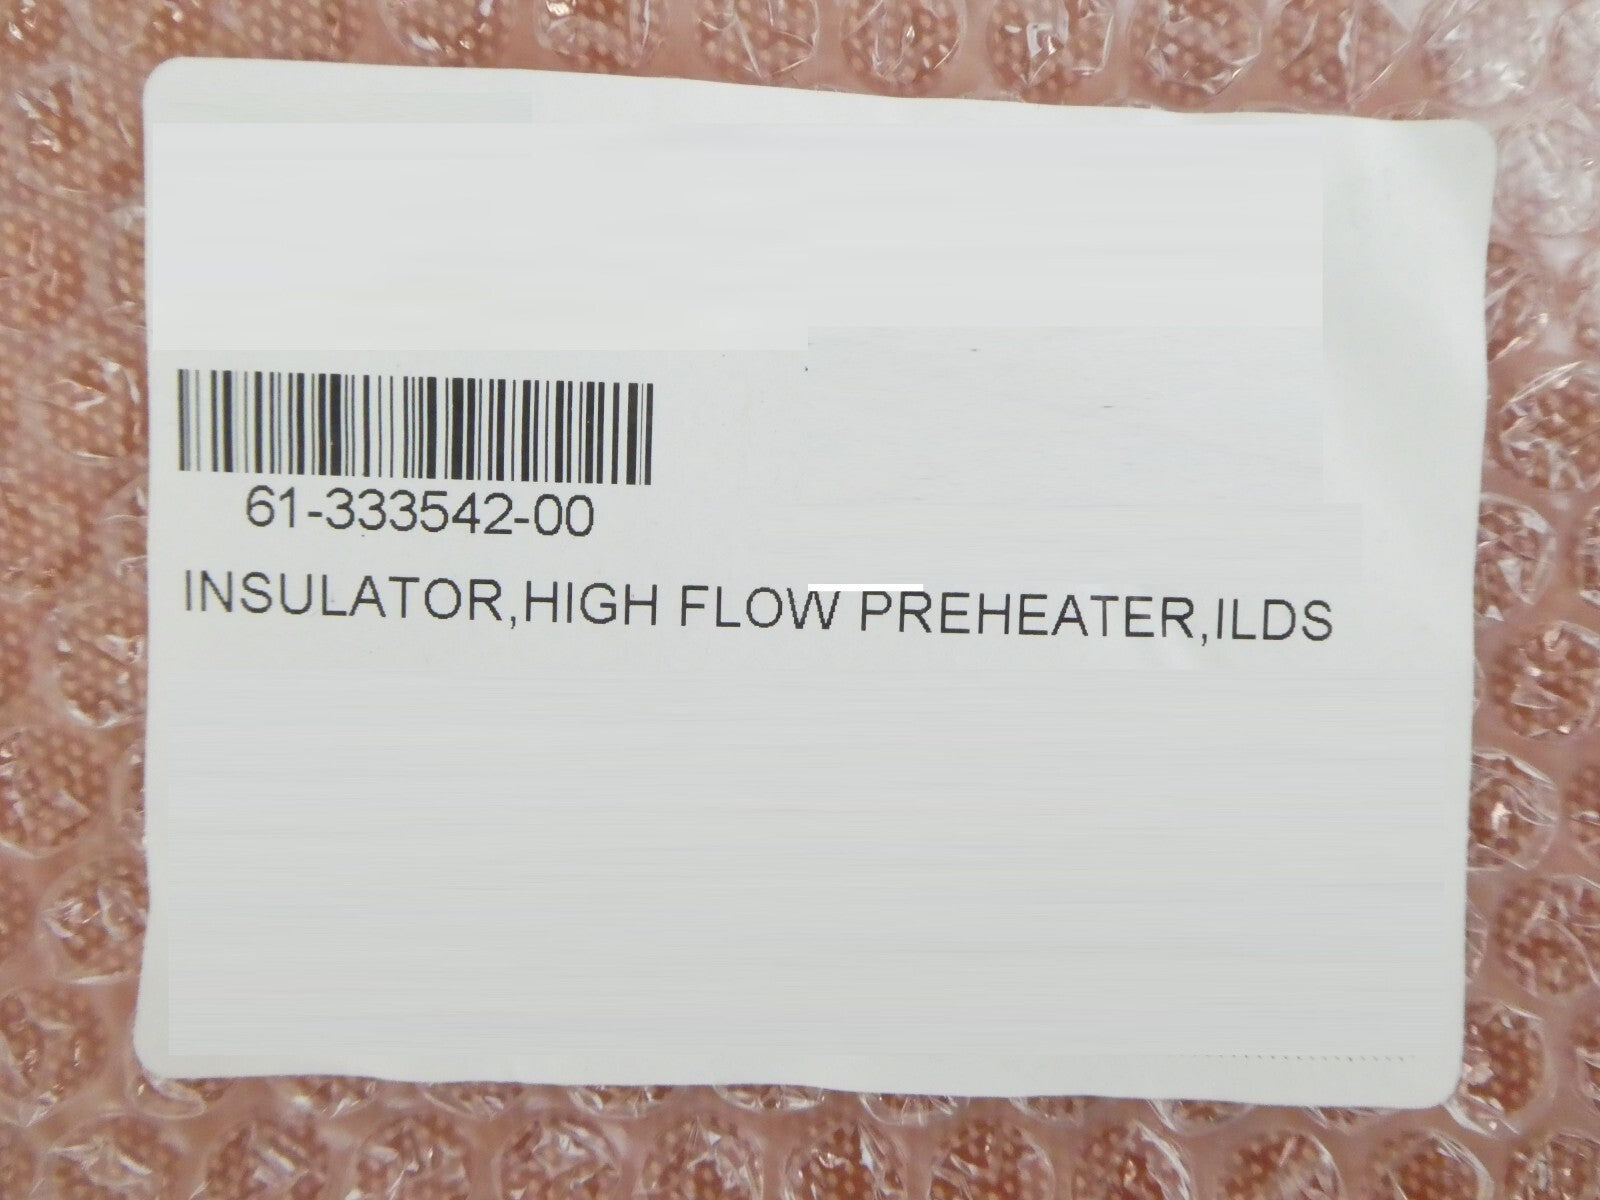 61-333542-00
INSULATOR,HIGH FLOW PREHEATER,ILDS